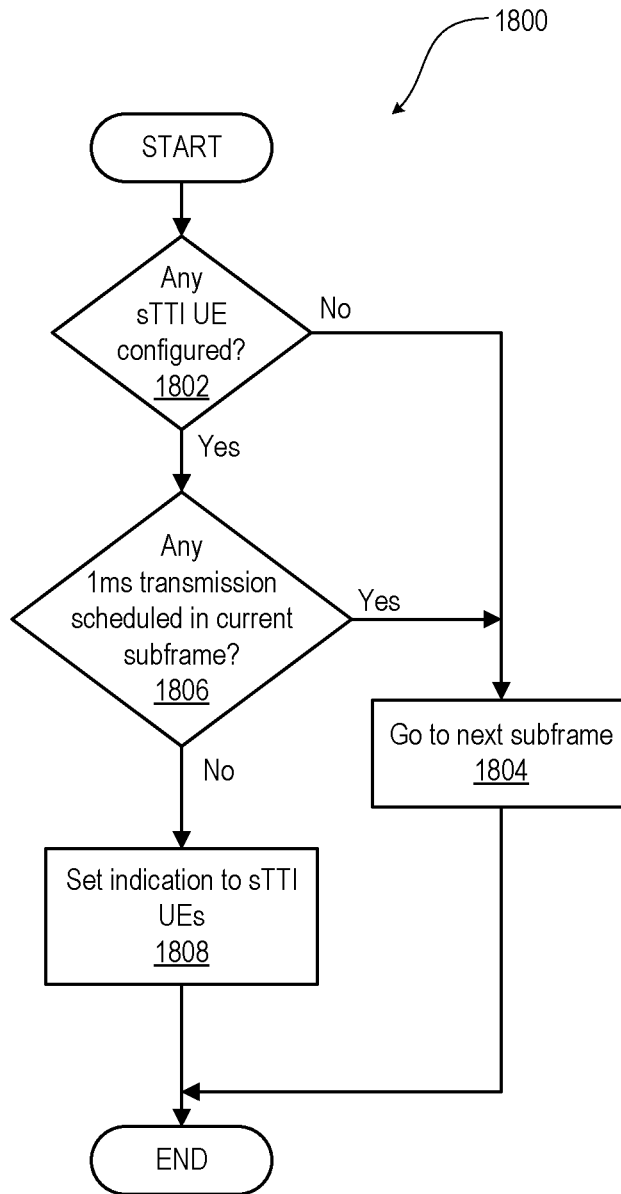 1800
START
Any
sTTI UE
configured?
1802
No
Yes
Any
1ms transmission
scheduled in current
subframe?
1806
Yes
No
Go to next subframe
1804
Set indication to sTTI
UEs
1808
END